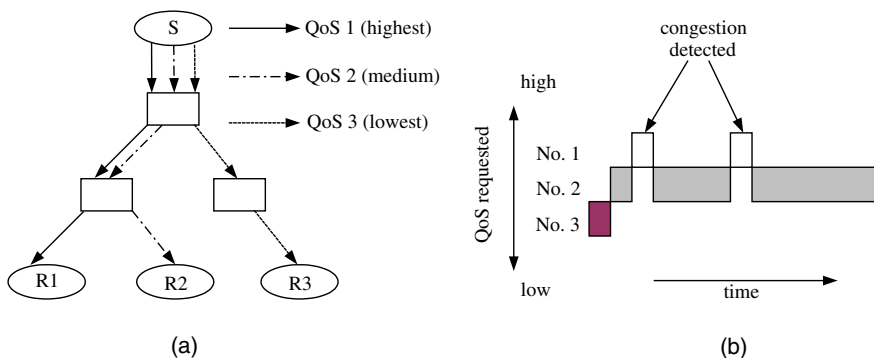 S
QoS 1 (highest)
QoS 2 (medium)
QoS 3 (lowest)
R1
R2
R3
(a)
congestion
detected
high
QoS requested
No. 1
No. 2
No. 3
low
time
(b)